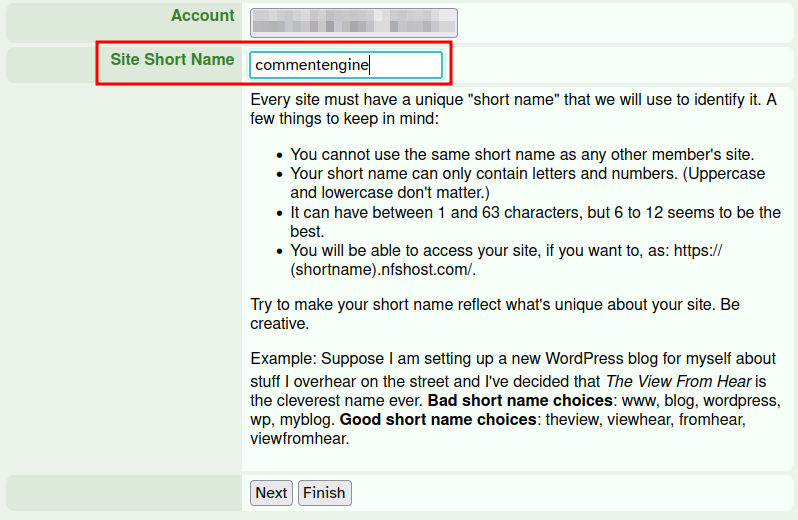 Account
Site Short Name commentengine
Every site must have a unique "short name" that we will use to identify it. A
few things to keep in mind:
• You cannot use the same short name as any other member's site.
• Your short name can only contain letters and numbers. (Uppercase
and lowercase don't matter.)
• It can have between 1 and 63 characters, but 6 to 12 seems to be the
best.
• You will be able to access your site, if you want to, as: https://
(shortname).nfshost.com/.
Try to make your short name reflect what's unique about your site. Be
creative.
Example: Suppose I am setting up a new WordPress blog for myself about
stuff I overhear on the street and I've decided that The View From Hear is
the cleverest name ever. Bad short name choices: www, blog, wordpress,
wp, myblog. Good short name choices: theview, viewhear, fromhear,
viewfromhear.
Next Finish